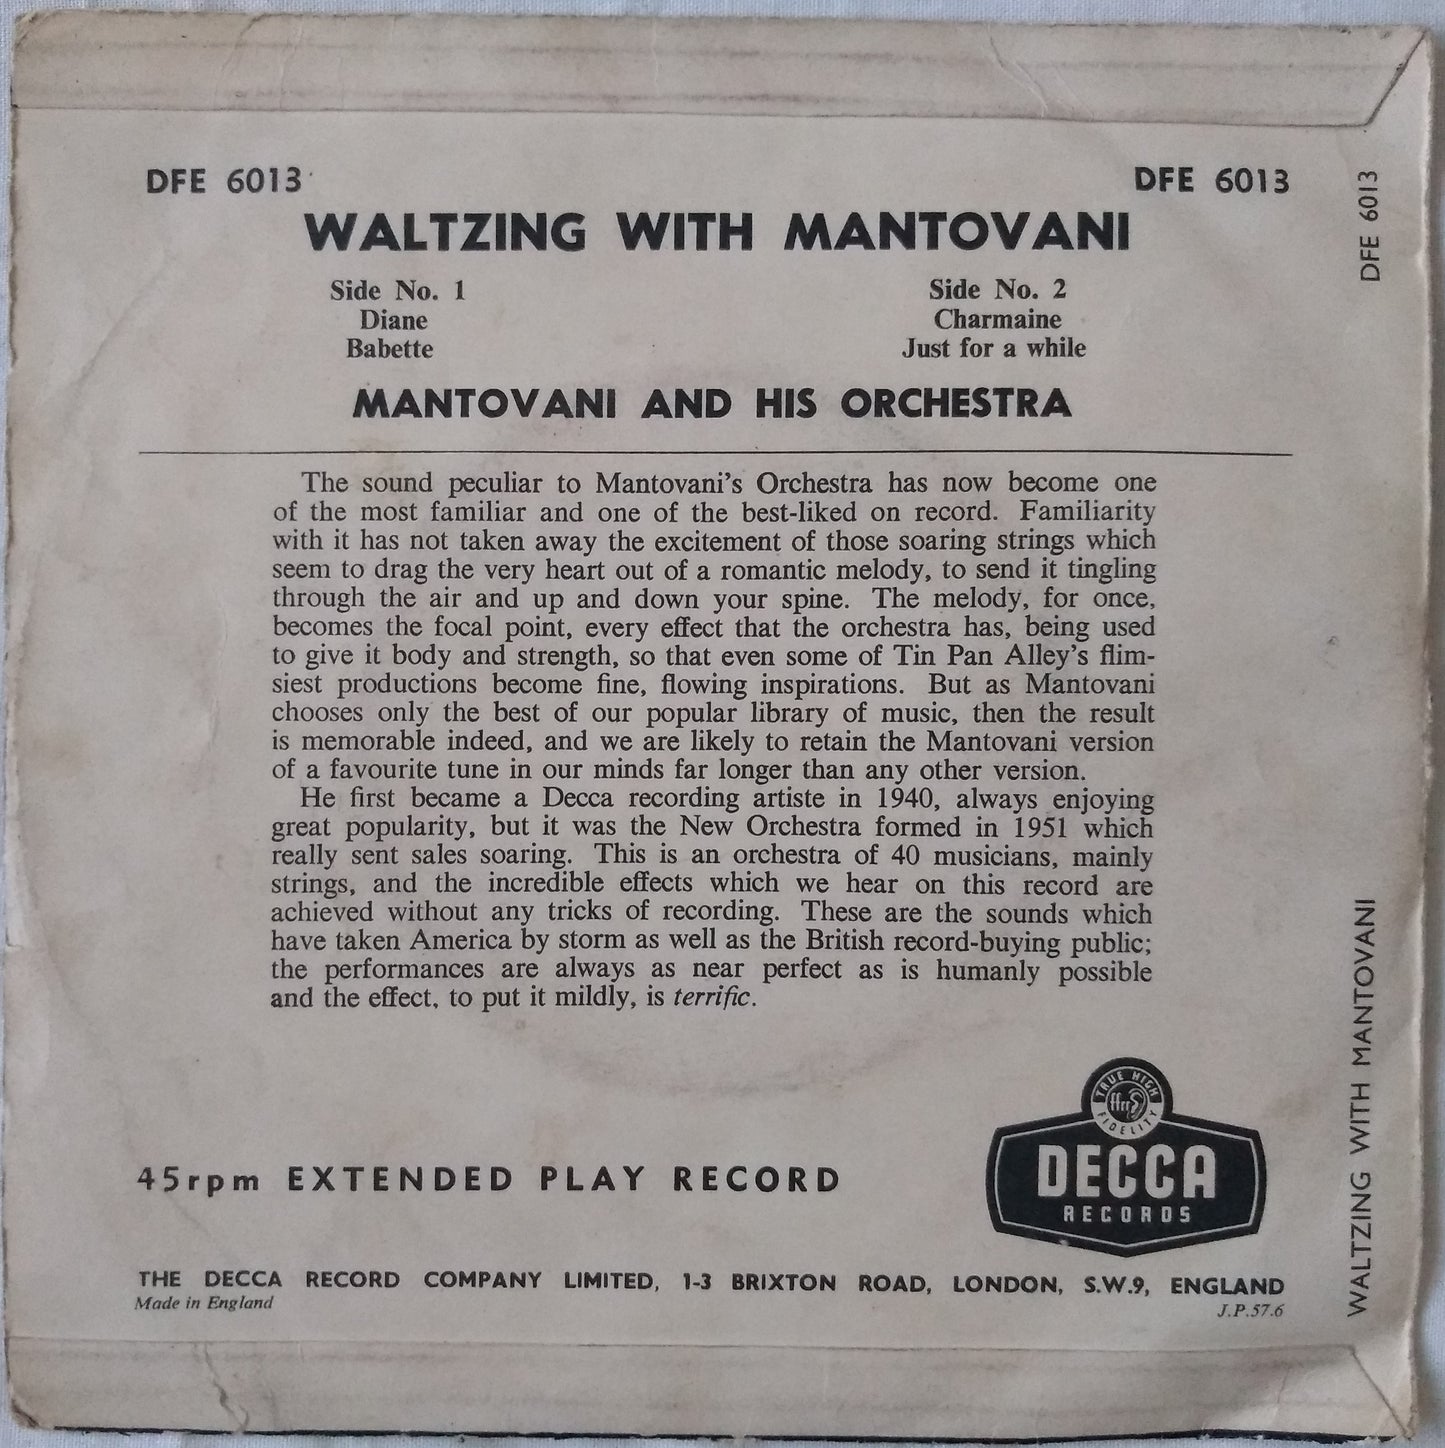 DFE 6013 DFE 6013
WALTZING WITH MANTOVANI
Side No. 1
Diane
Babette
Side No. 2
Charmaine
Just for a while
MANTOVANI AND HIS ORCHESTRA
The sound peculiar to Mantovani's Orchestra has now become one
of the most familiar and one of the best-liked on record. Familiarity
with it has not taken away the excitement of those soaring strings which
seem to drag the very heart out of a romantic melody, to send it tingling
through the air and up and down your spine. The melody, for once,
becomes the focal point, every effect that the orchestra has, being used
to give it body and strength, so that even some of Tin Pan Alley's flim-
siest productions become fine, flowing inspirations. But as Mantovani
chooses only the best of our popular library of music, then the result
is memorable indeed, and we are likely to retain the Mantovani version
of a favourite tune in our minds far longer than any other version.
He first became a Decca recording artiste in 1940, always enjoying
great popularity, but it was the New Orchestra formed in 1951 which
really sent sales soaring. This is an orchestra of 40 musicians, mainly
strings, and the incredible effects which we hear on this record are
achieved without any tricks of recording. These are the sounds which
have taken America by storm as well as the British record-buying public;
the performances are always as near perfect as is humanly possible
and the effect, to put it mildly, is terrific.
45rpm EXTENDED PLAY RECORD
TRUE HIGH
ffrr
FIDELITY
DECCA
RECORDS
THE DECCA RECORD COMPANY LIMITED, 1-3 BRIXTON ROAD, LONDON, S.W.9, ENGLAND
Made in England
J.P.57.6
DFE 6013
WALTZING WITH MANTOVANI